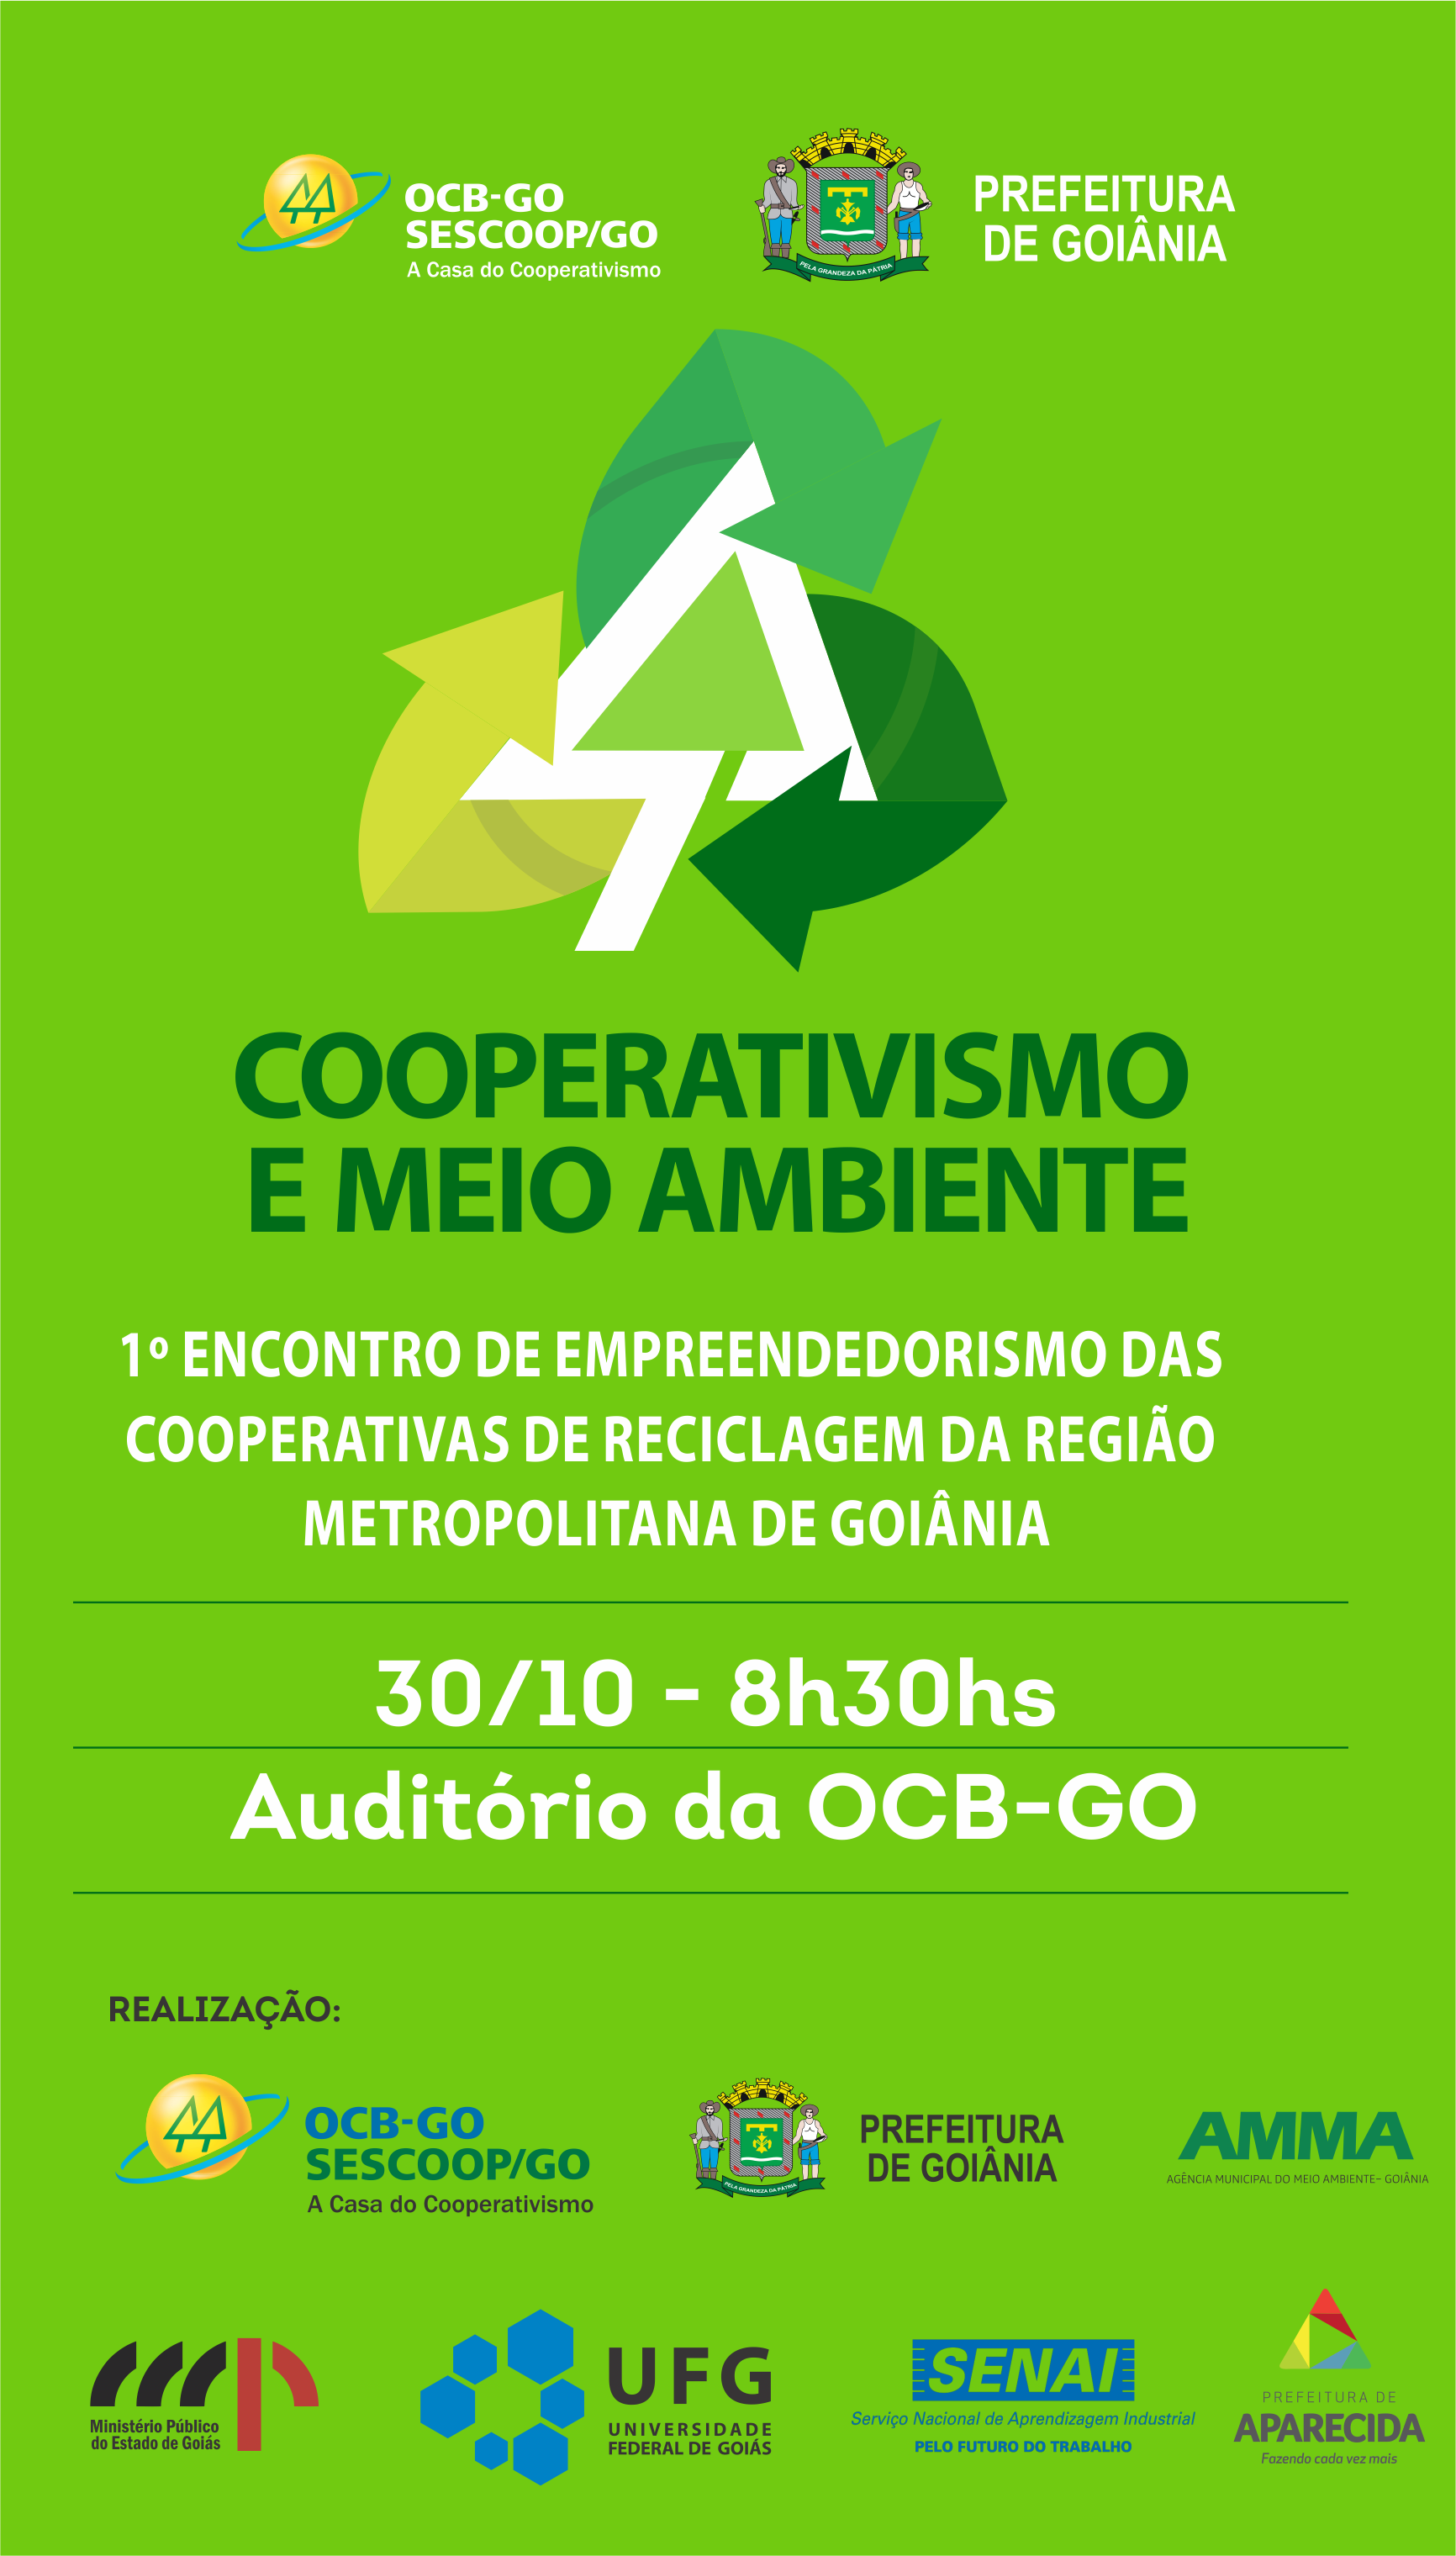 OCB-GO
SESCOOP/GO
A Casa do Cooperativismo
PELA GRANDEZA DA PÁTRIA
PREFEITURA
DE GOIÂNIA
COOPERATIVISMO
E MEIO AMBIENTE
1º ENCONTRO DE EMPREENDEDORISMO DAS
COOPERATIVAS DE RECICLAGEM DA REGIÃO
METROPOLITANA DE GOIÂNIA
30/10 - 8h30hs
Auditório da OCB-GO
REALIZAÇÃO:
OCB-GO
SESCOOP/GO
A Casa do Cooperativismo
PELA GRANDEZA DA PÁTRIA
PREFEITURA
DE GOIÂNIA
AMMA
AGÊNCIA MUNICIPAL DO MEIO AMBIENTE- GOIÂNIA
MP
Ministério Público
do Estado de Goiás
UFG
UNIVERSIDADE
FEDERAL DE GOIÁS
SENAI
Serviço Nacional de Aprendizagem Industrial
PELO FUTURO DO TRABALHO
PREFEITURA DE
APARECIDA
Fazendo cada vez mais